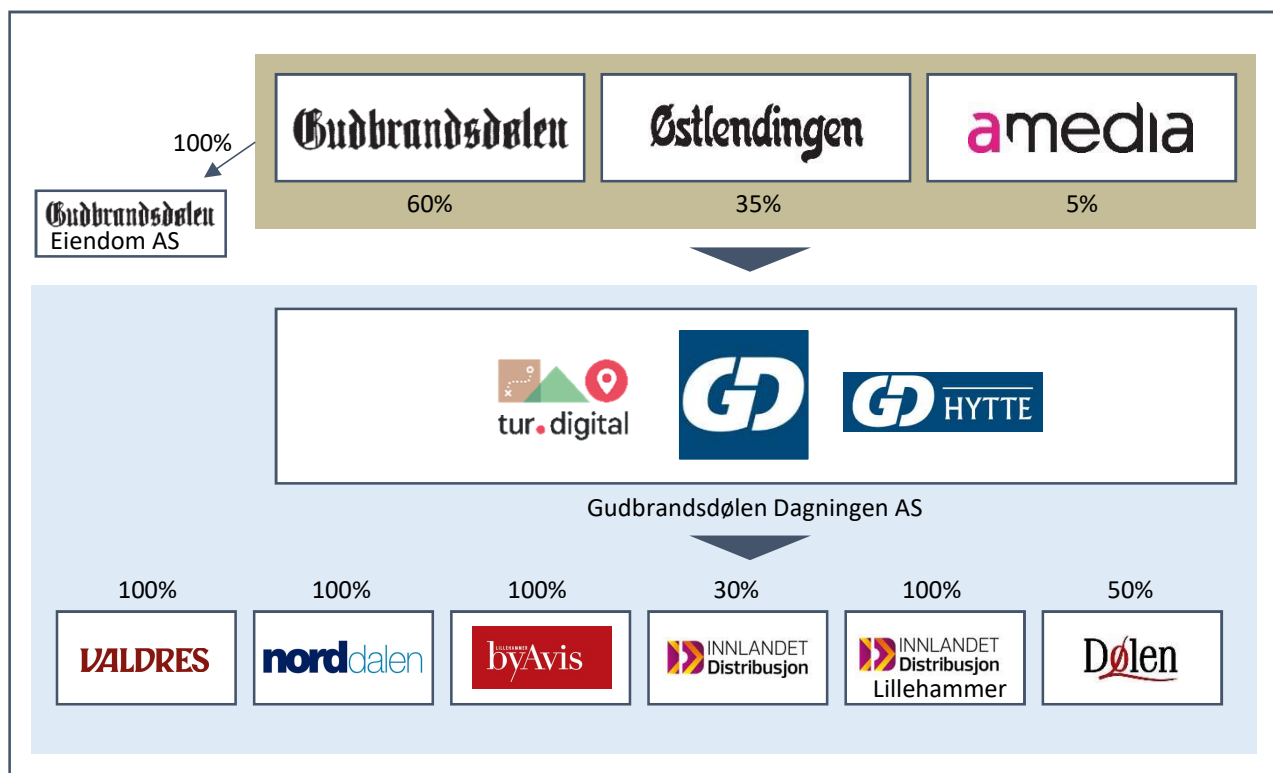 Gudbrandsdølen
Østlendingen
amedia
100%
60%
35%
5%
Gudbrandsdølen
Eiendom AS
tur.digital
GD
GD HYTTE
Gudbrandsdølen Dagningen AS
100%
100%
100%
30%
100%
50%
VALDRES
norddalen
LILLEHAMMER
byAvis
INNLANDET
Distribusjon
INNLANDET
Distribusjon
Lillehammer
Dølen